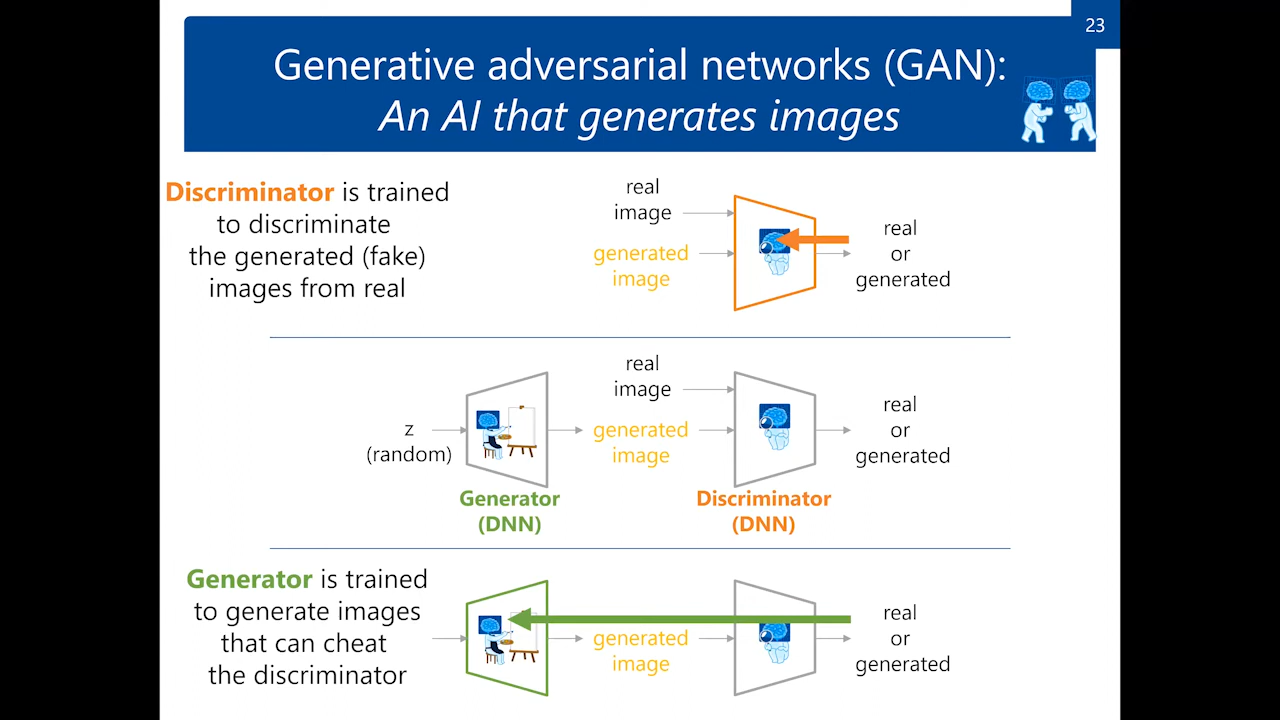 23
Generative adversarial networks (GAN):
An AI that generates images
Discriminator is trained
to discriminate
the generated (fake)
images from real
real
image
generated
image
real
or
generated
z
(random)
Generator
(DNN)
real
image
generated
image
Discriminator
(DNN)
real
or
generated
Generator is trained
to generate images
that can cheat
the discriminator
generated
image
real
or
generated